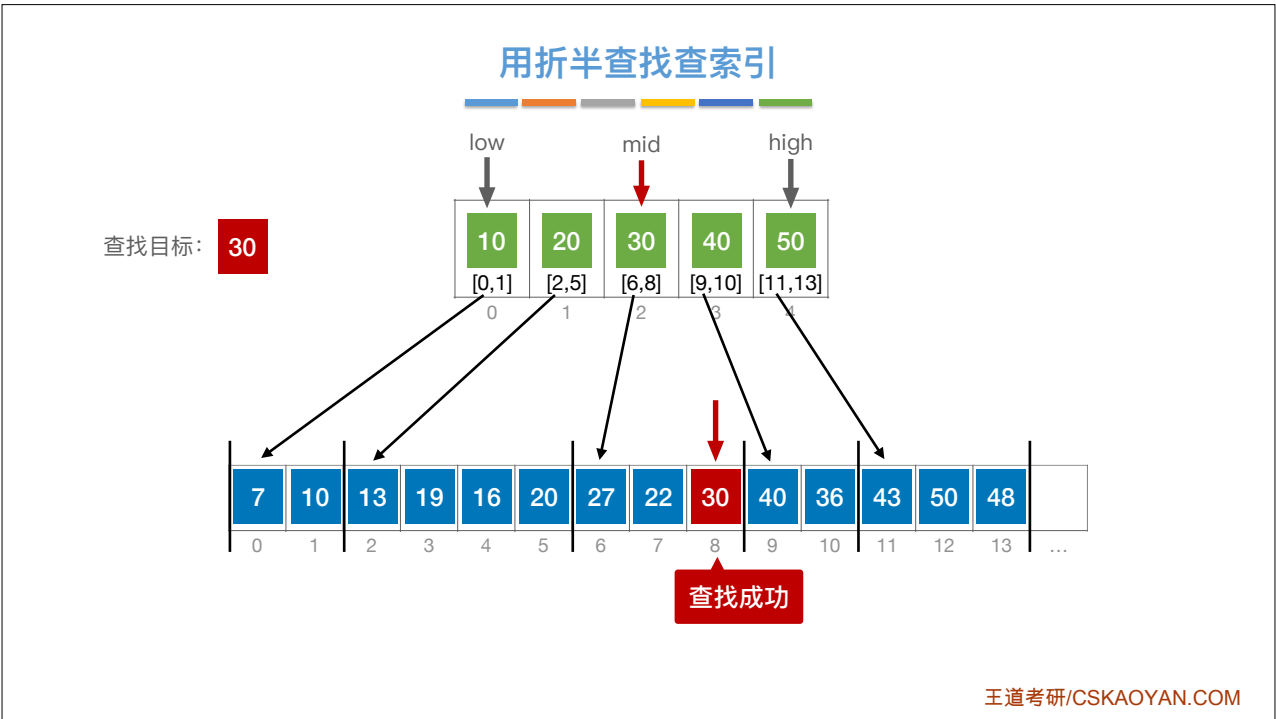 用折半查找查索引
low mid high
查找目标： 30
10 20 30 40 50
[0,1] [2,5] [6,8] [9,10] [11,13]
0 1 2 3 4
7 10 13 19 16 20 27 22 30 40 36 43 50 48
0 1 2 3 4 5 6 7 8 9 10 11 12 13 …
查找成功
王道考研/CSKAOYAN.COM